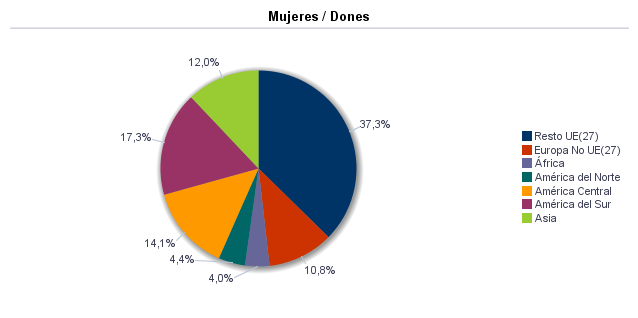 Mujeres / Dones
12,0%
37,3%
17,3%
14,1%
4,4%
4,0%
10,8%
Resto UE(27)
Europa No UE(27)
África
América del Norte
América Central
América del Sur
Asia